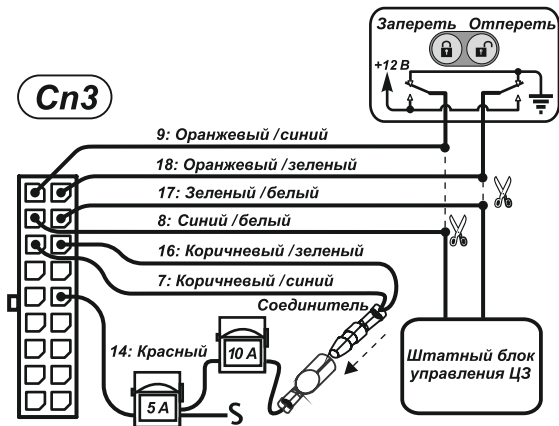 Запереть Отпереть
+12 В
Сп3
9: Оранжевый /синий
18: Оранжевый /зеленый
17: Зеленый /белый
8: Синий /белый
16: Коричневый /зеленый
7: Коричневый /синий
Соединитель
14: Красный
10 А
5 А
Штатный блок
управления ЦЗ